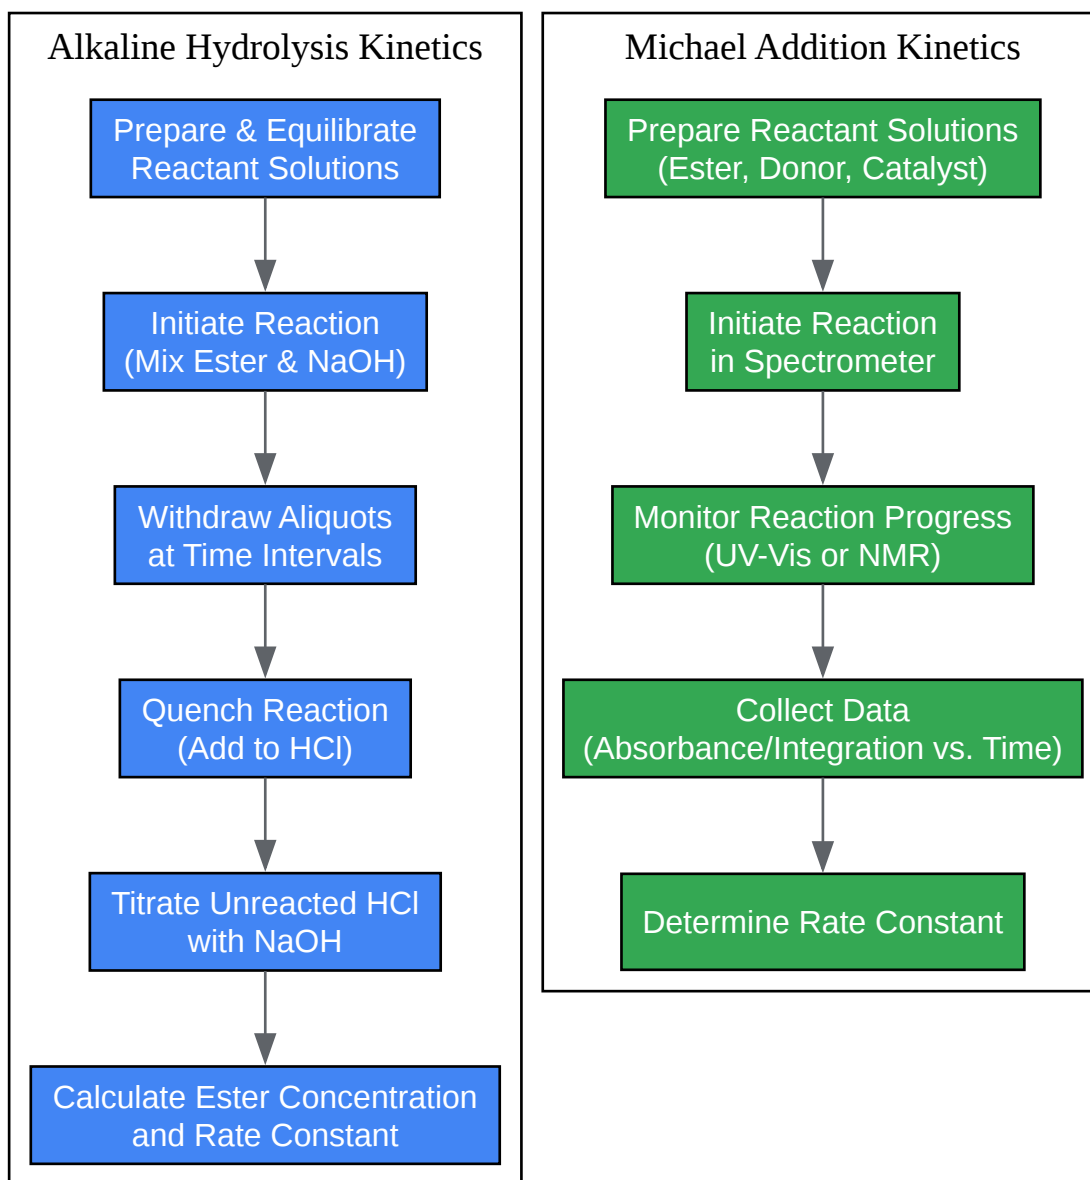 Alkaline Hydrolysis Kinetics
Prepare & Equilibrate
Reactant Solutions
Initiate Reaction
(Mix Ester & NaOH)
Withdraw Aliquots
at Time Intervals
Quench Reaction
(Add to HCl)
Titrate Unreacted HCl
with NaOH
Calculate Ester Concentration
and Rate Constant
Michael Addition Kinetics
Prepare Reactant Solutions
(Ester, Donor, Catalyst)
Initiate Reaction
in Spectrometer
Monitor Reaction Progress
(UV-Vis or NMR)
Collect Data
(Absorbance/Integration vs. Time)
Determine Rate Constant